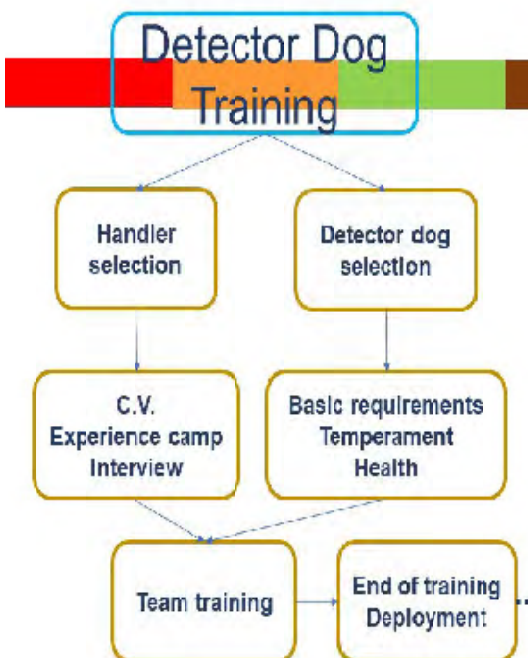 Detector Dog
Training
Handler
selection
Detector dog
selection
C.V.
Experience camp
Interview
Basic requirements
Temperament
Health
Team training
End of training
Deployment
...